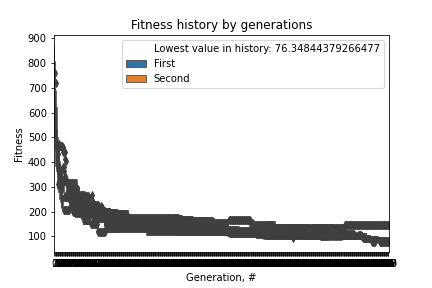 Fitness history by generations
Lowest value in history: 76.34844379266477
First
Second
Fitness
900
800
700
600
500
400
300
200
100
Generation, #